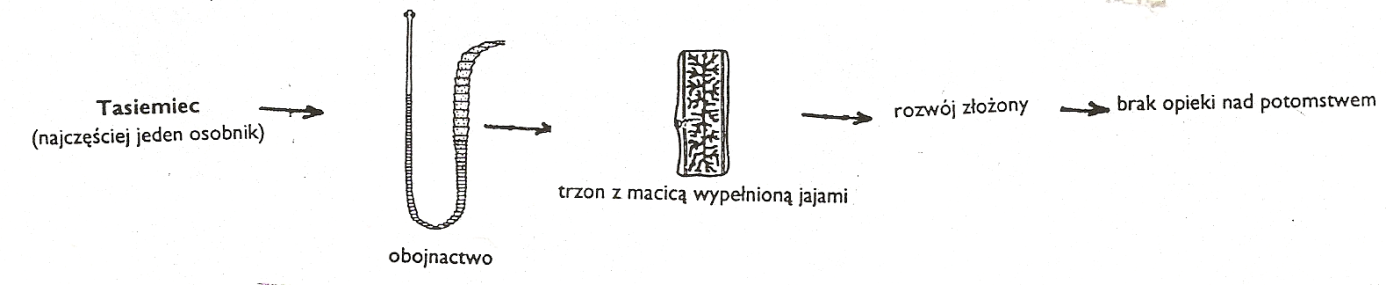 Tasiemiec
(najczęściej jeden osobnik)
obojnactwo
trzon z macicą wypełnioną jajami
rozwój złożony
brak opieki nad potomstwem